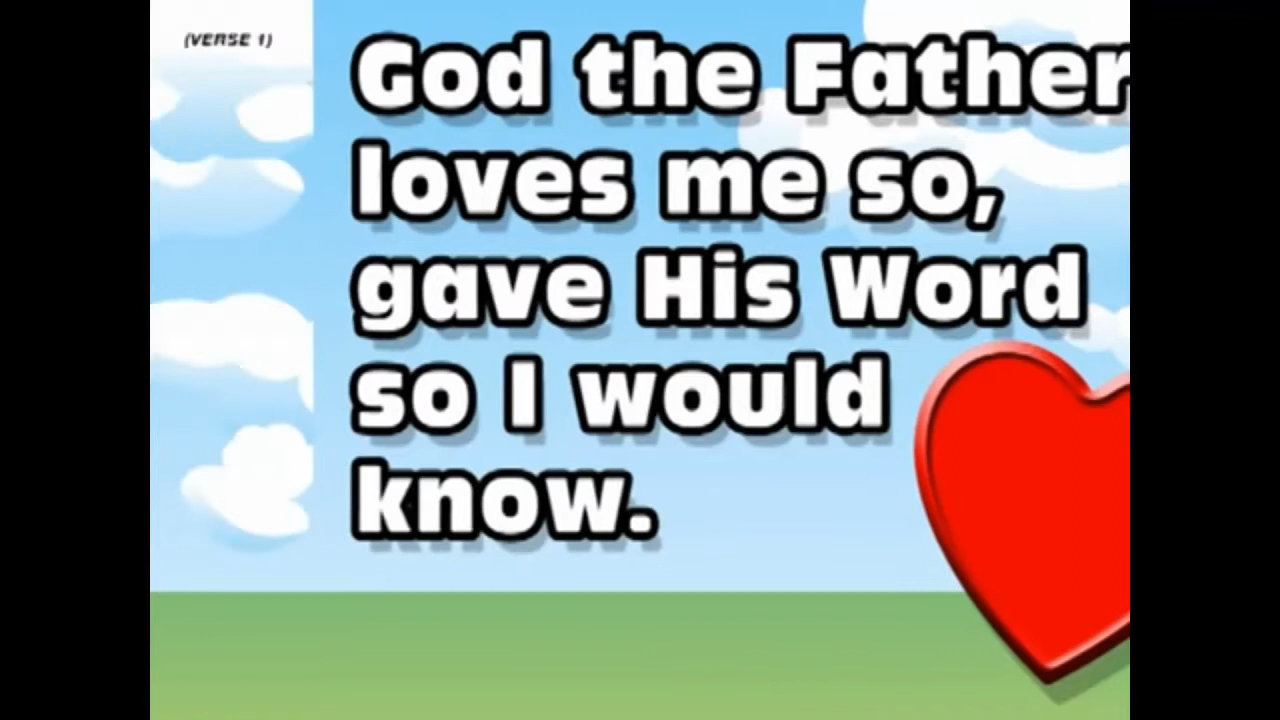 (VERSE 1)
God the Father
loves me so,
gave His Word
so I would
know.